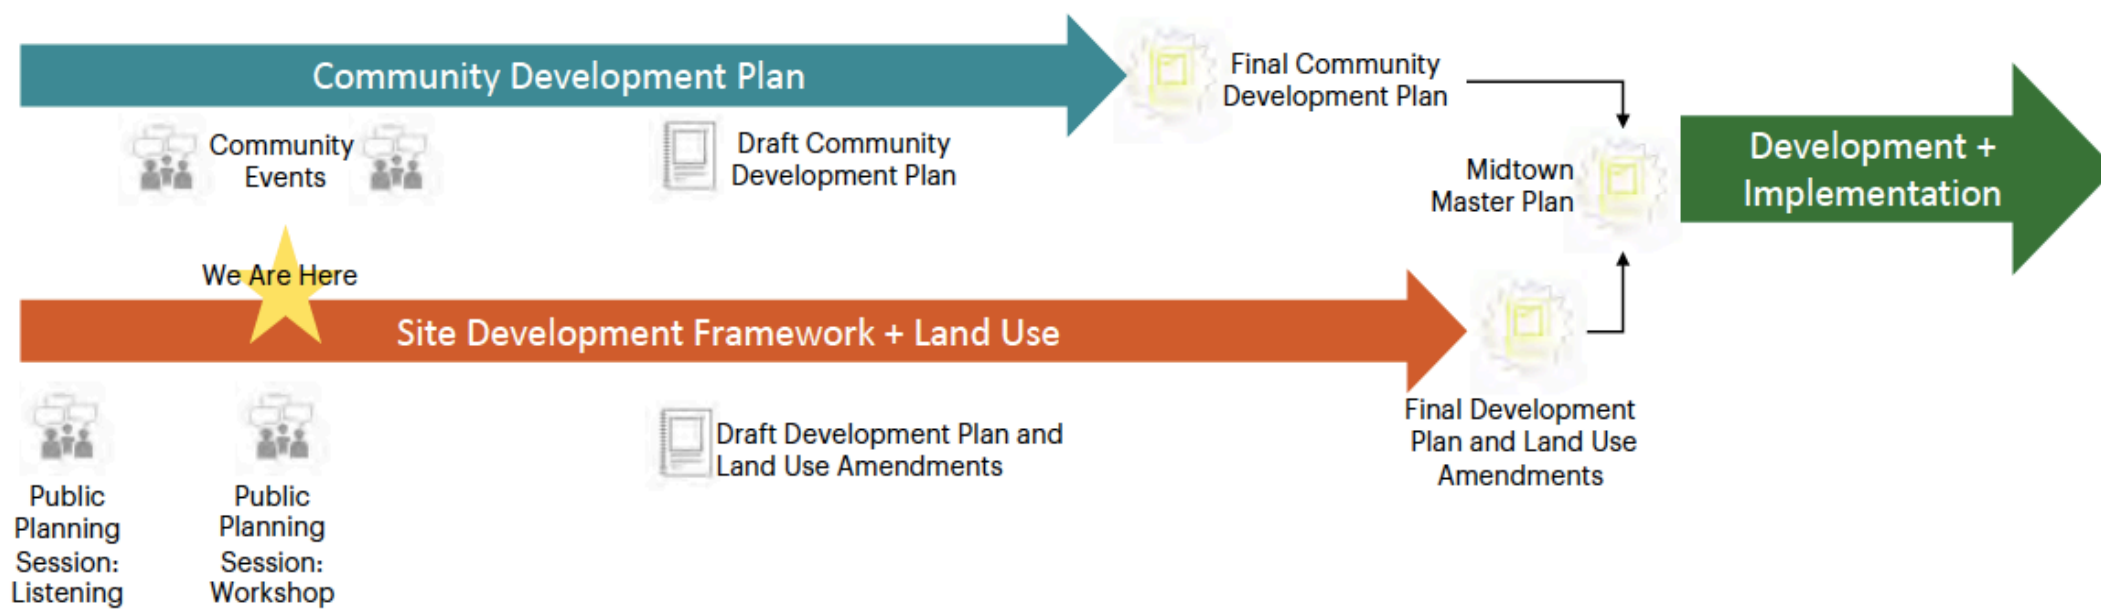 Community Development Plan
Final Community
Development Plan
Community
Events
Draft Community
Development Plan
Midtown
Master Plan
Development +
Implementation
We Are Here
Site Development Framework + Land Use
Public
Planning
Session:
Listening
Public
Planning
Session:
Workshop
Draft Development Plan and
Land Use Amendments
Final Development
Plan and Land Use
Amendments